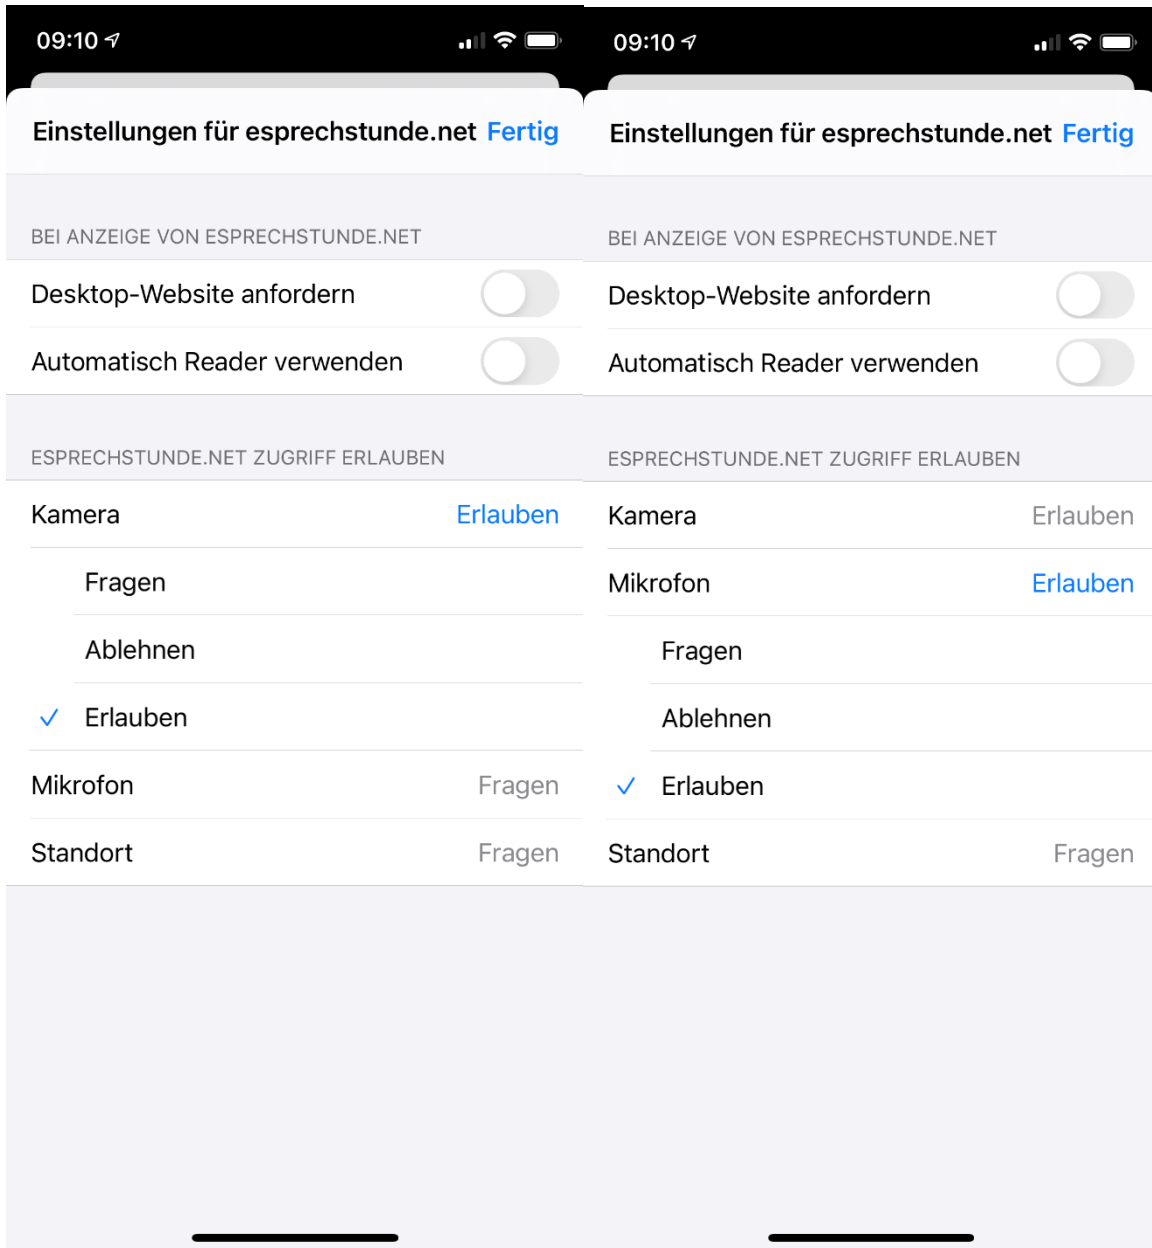 09:10
Einstellungen für esprechstunde.net Fertig
BEI ANZEIGE VON ESPRECHSTUNDE.NET
Desktop-Website anfordern
Automatisch Reader verwenden
ESPRECHSTUNDE.NET ZUGRIFF ERLAUBEN
Kamera Erlauben
Fragen
Ablehnen
Erlauben
Mikrofon Fragen
Standort Fragen
09:10
Einstellungen für esprechstunde.net Fertig
BEI ANZEIGE VON ESPRECHSTUNDE.NET
Desktop-Website anfordern
Automatisch Reader verwenden
ESPRECHSTUNDE.NET ZUGRIFF ERLAUBEN
Kamera Erlauben
Mikrofon Erlauben
Fragen
Ablehnen
Erlauben
Standort Fragen